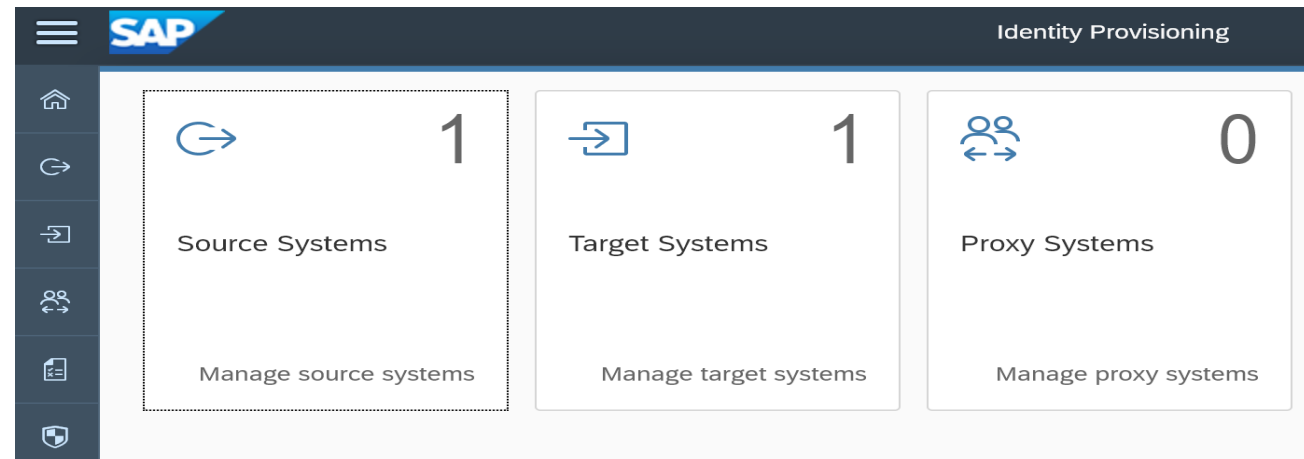 SAP
Identity Provisioning
1
1
0
Source Systems
Target Systems
Proxy Systems
Manage source systems
Manage target systems
Manage proxy systems